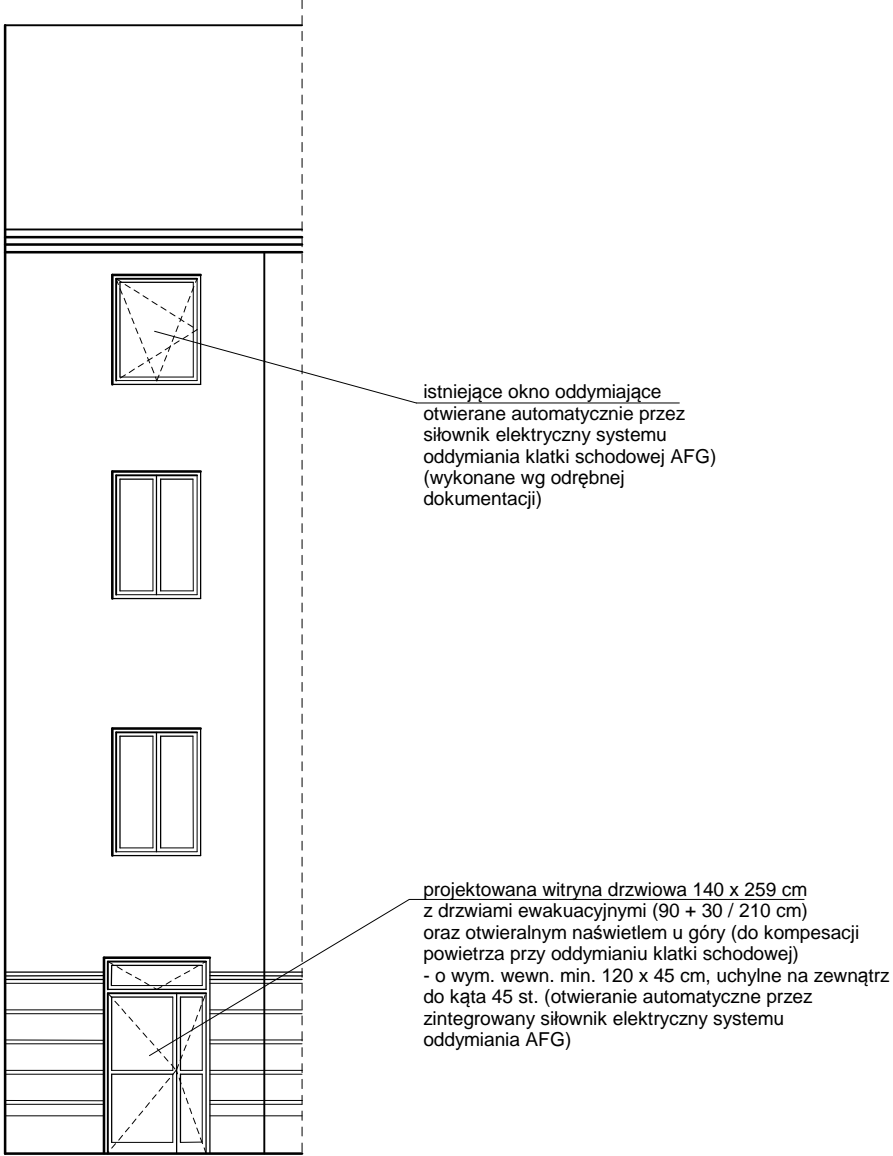 istniejące okno oddymiające
otwierane automatycznie przez
siłownik elektryczny systemu
oddymiania klatki schodowej AFG)
(wykonane wg odrębnej
dokumentacji)
projektowana witryna drzwiowa 140 x 259 cm
z drzwiami ewakuacyjnymi (90 + 30 / 210 cm)
oraz otwieralnym naświetlem u góry (do kompesacji
powietrza przy oddymianiu klatki schodowej)
- o wym. wewn. min. 120 x 45 cm, uchylne na zewnątrz
do kąta 45 st. (otwieranie automatyczne przez
zintegrowany siłownik elektryczny systemu
oddymiania AFG)